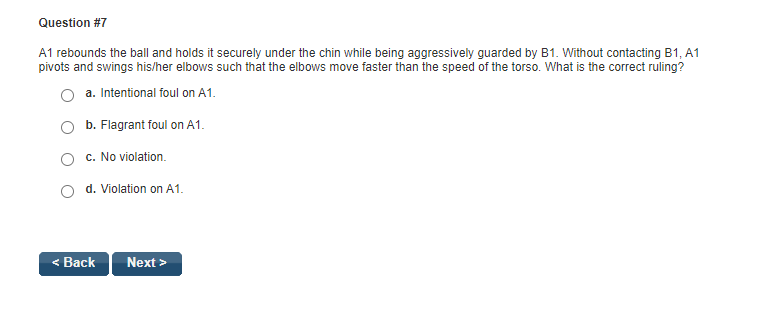 Question #7
A1 rebounds the ball and holds it securely under the chin while being aggressively guarded by B1. Without contacting B1, A1
pivots and swings his/her elbows such that the elbows move faster than the speed of the torso. What is the correct ruling?
a. Intentional foul on A1.
b. Flagrant foul on A1.
c. No violation.
d. Violation on A1.
< Back Next >